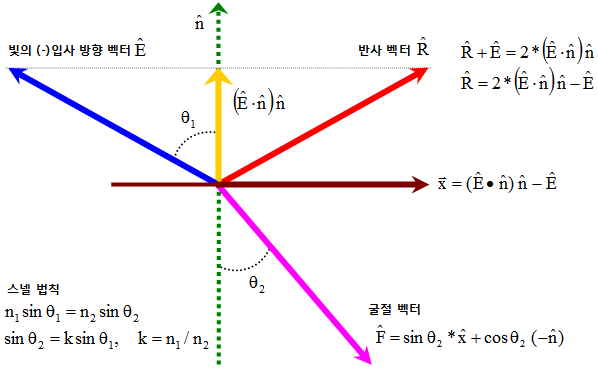 n̂
빛의 (-)입사 방향 벡터 Ê
반사 벡터 R̂
R̂ + Ê = 2*(Ê·n̂)n̂
R̂ = 2*(Ê·n̂)n̂ − Ê
(Ê·n̂)n̂
θ₁
x⃗ = (Ê • n̂) n̂ − Ê
θ₂
스넬 법칙
n₁ sin θ₁ = n₂ sin θ₂
sin θ₂ = k sin θ₁, k = n₁ / n₂
굴절 벡터
F̂ = sin θ₂ * x̂ + cos θ₂ (−n̂)